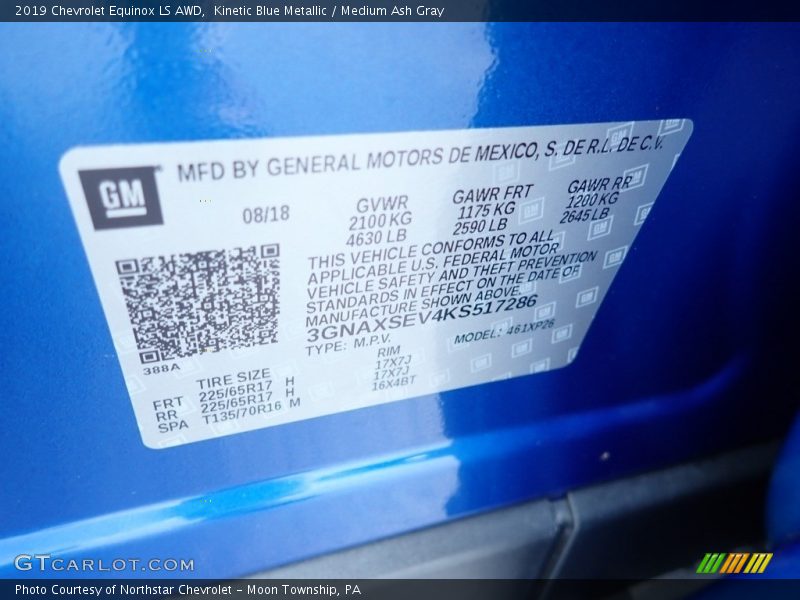 2019 Chevrolet Equinox LS AWD, Kinetic Blue Metallic / Medium Ash Gray
GM
MFD BY GENERAL MOTORS DE MEXICO, S. DE R.L. DE C.V.
08/18
GVWR
2100 KG
4630 LB
GAWR FRT
1175 KG
2590 LB
GAWR RR
1200 KG
2645 LB
THIS VEHICLE CONFORMS TO ALL
APPLICABLE U.S. FEDERAL MOTOR
VEHICLE SAFETY AND THEFT PREVENTION
STANDARDS IN EFFECT ON THE DATE OF
MANUFACTURE SHOWN ABOVE.
3GNAXSEV4KS517286
TYPE: M.P.V.
MODEL: 461XP26
388A
TIRE SIZE
RIM
FRT 225/65R17 H 17X7J
RR 225/65R17 H 17X7J
SPA T135/70R16 M 16X4BT
GTCARLOT.COM
Photo Courtesy of Northstar Chevrolet - Moon Township, PA